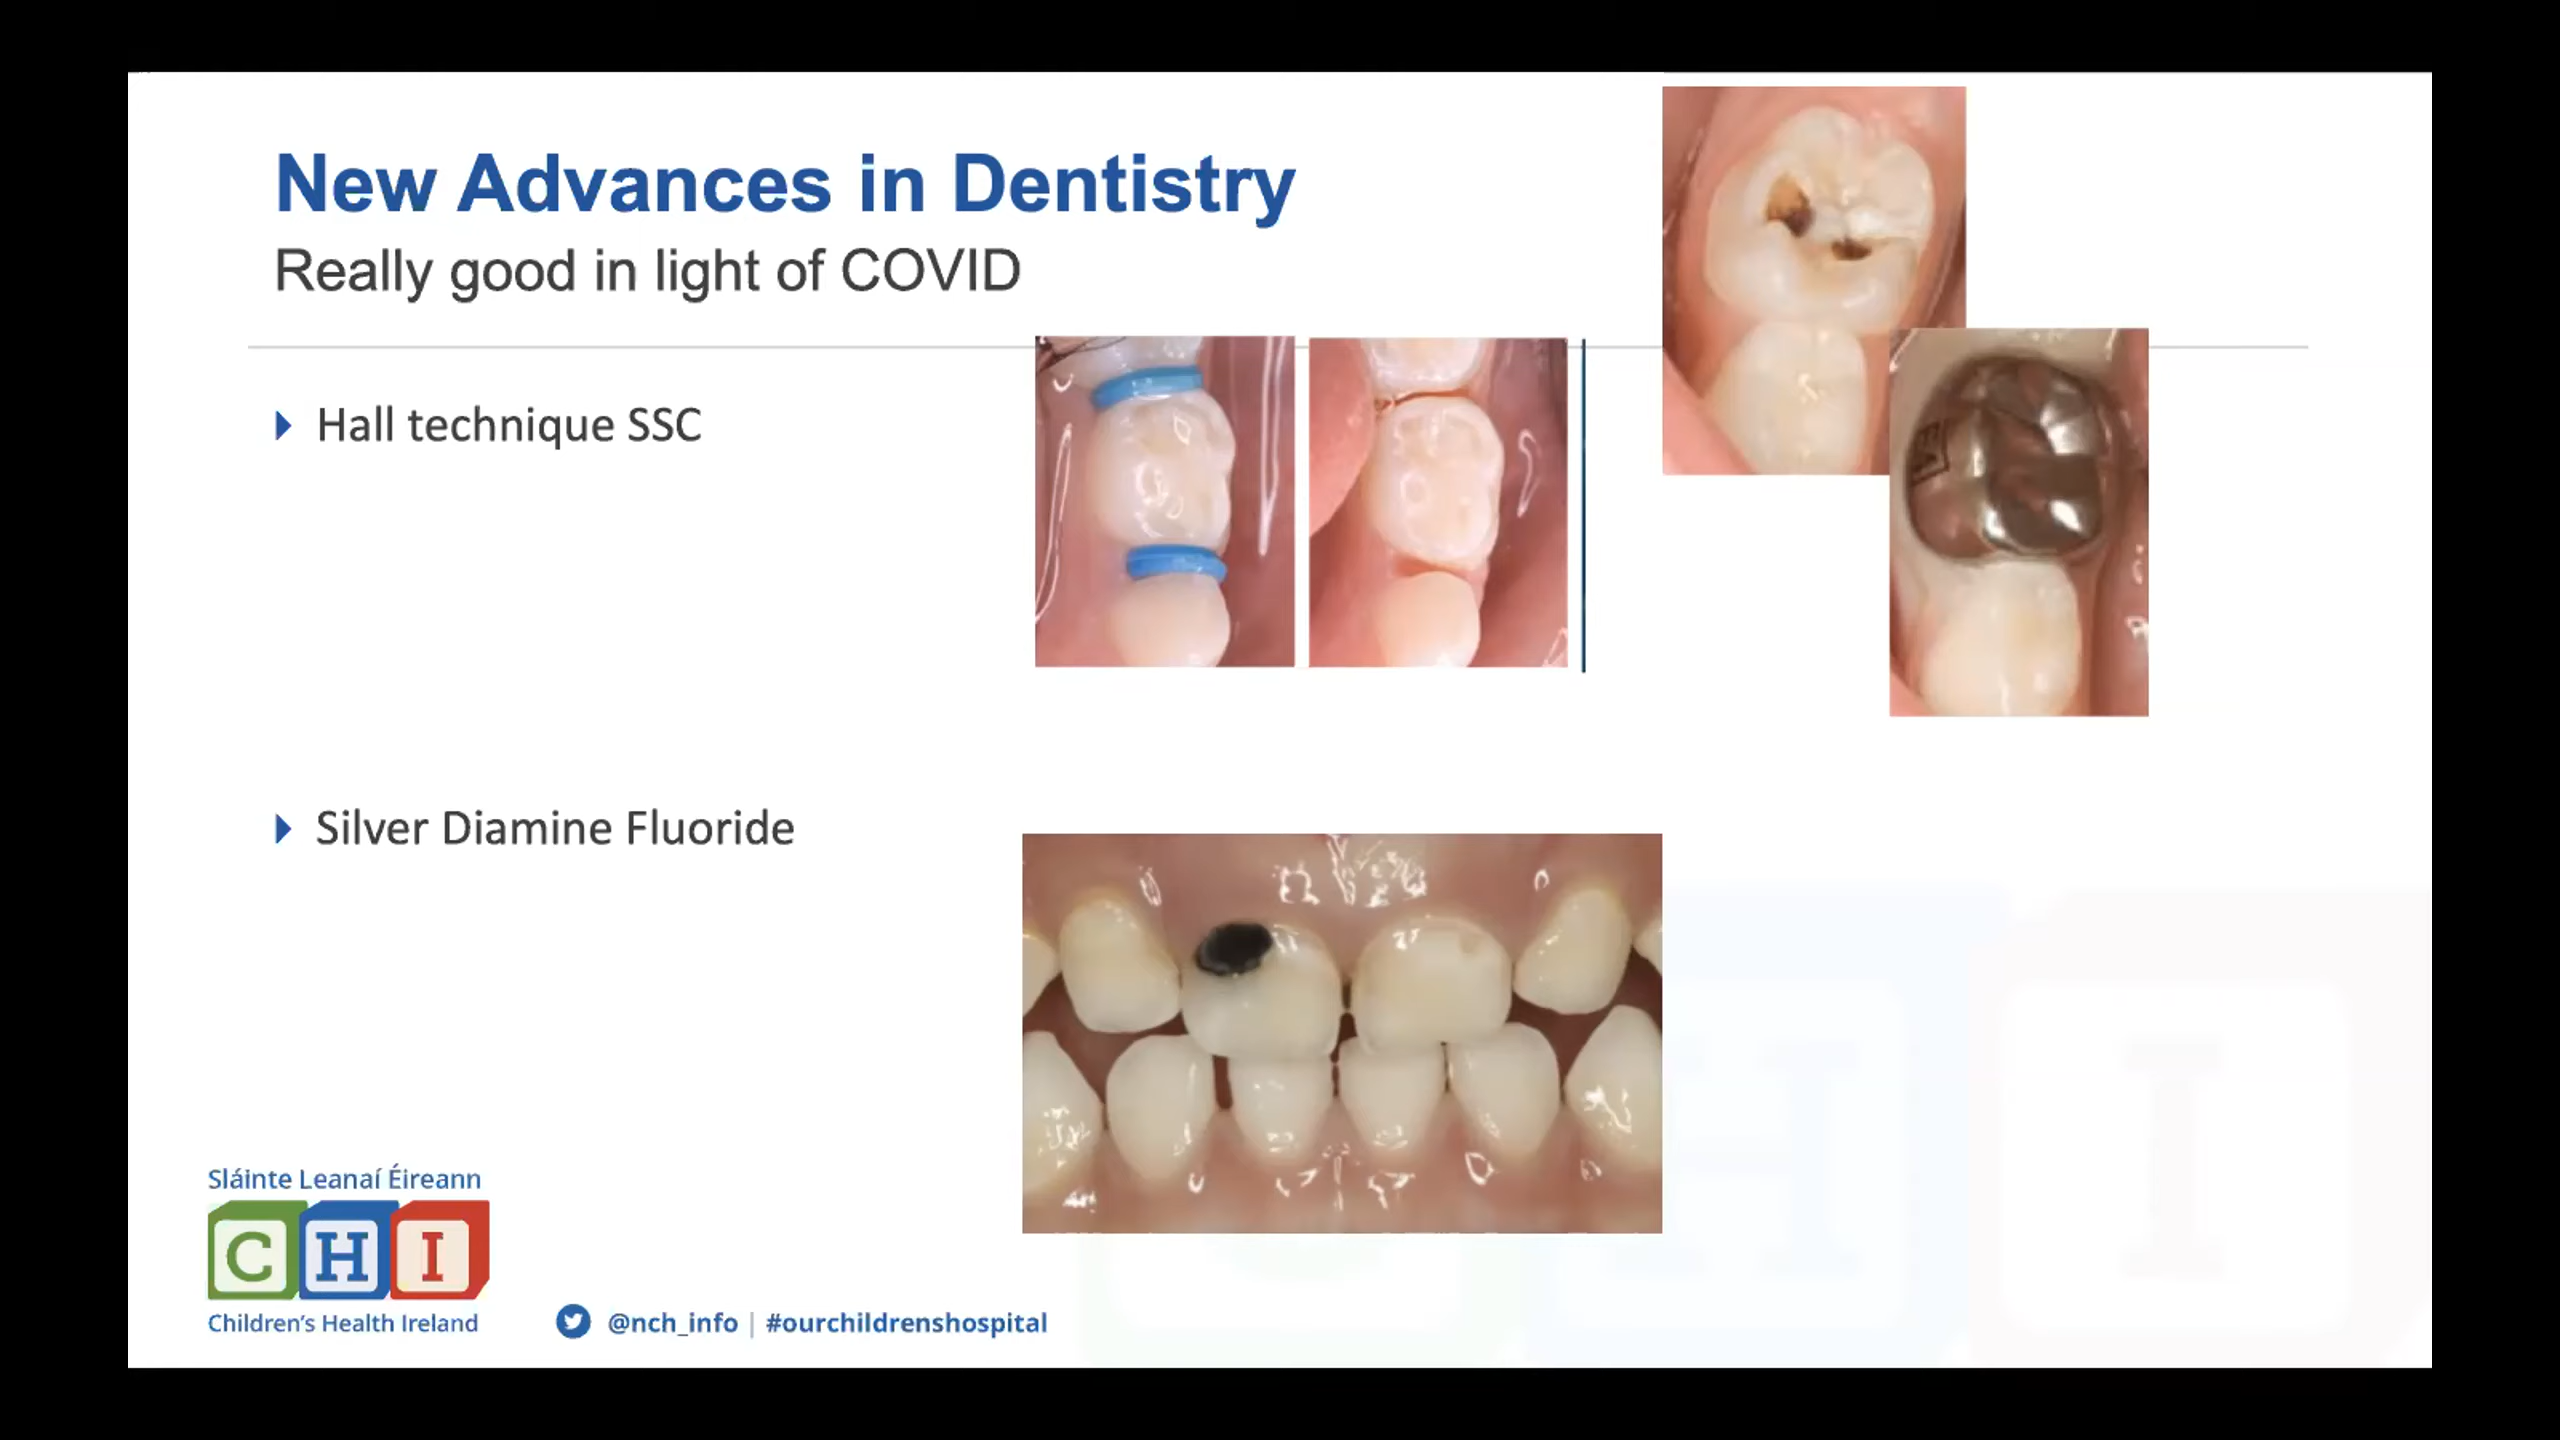 New Advances in Dentistry
Really good in light of COVID
Hall technique SSC
Silver Diamine Fluoride
Sláinte Leanaí Éireann
CHI
Children's Health Ireland
@nch_info | #ourchildrenshospital